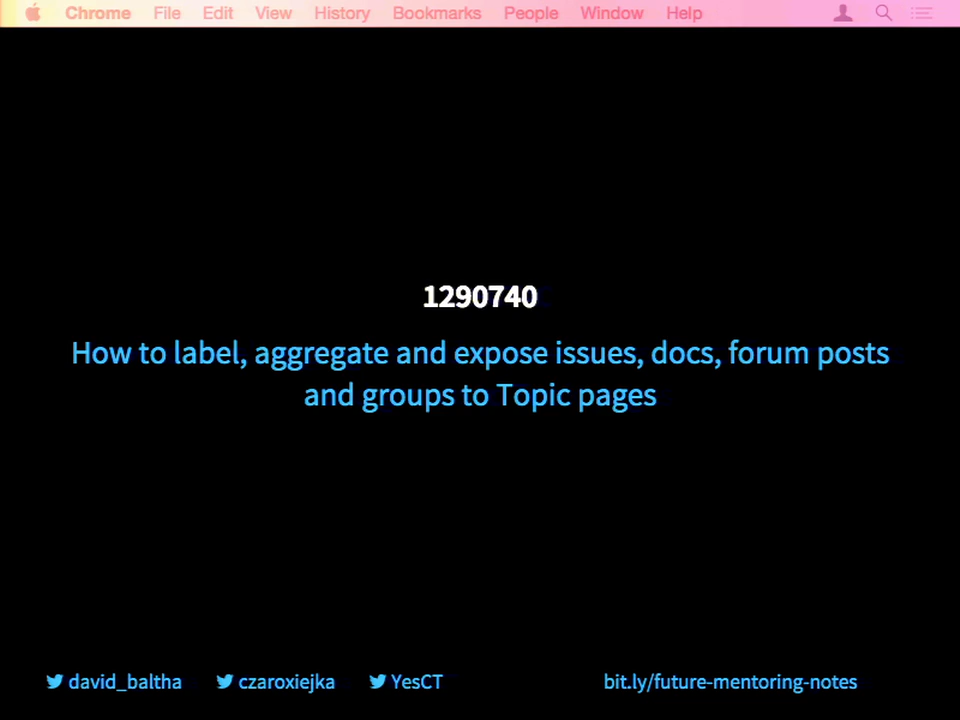 Chrome File Edit View History Bookmarks People Window Help
1290740
How to label, aggregate and expose issues, docs, forum posts
and groups to Topic pages
david_baltha czaroxiejka YesCT bit.ly/future-mentoring-notes